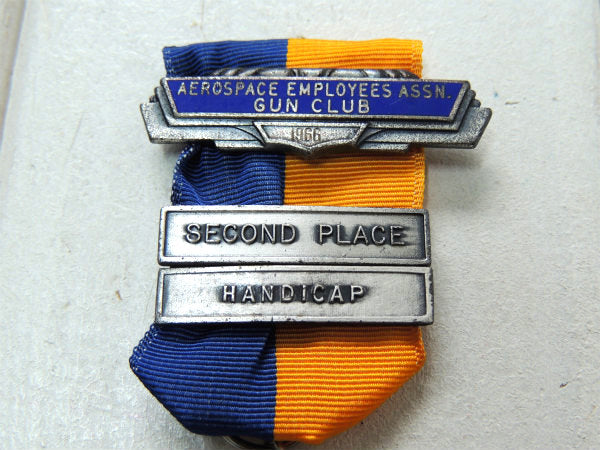 AEROSPACE EMPLOYEES ASSN.
GUN CLUB
1966
SECOND PLACE
HANDICAP